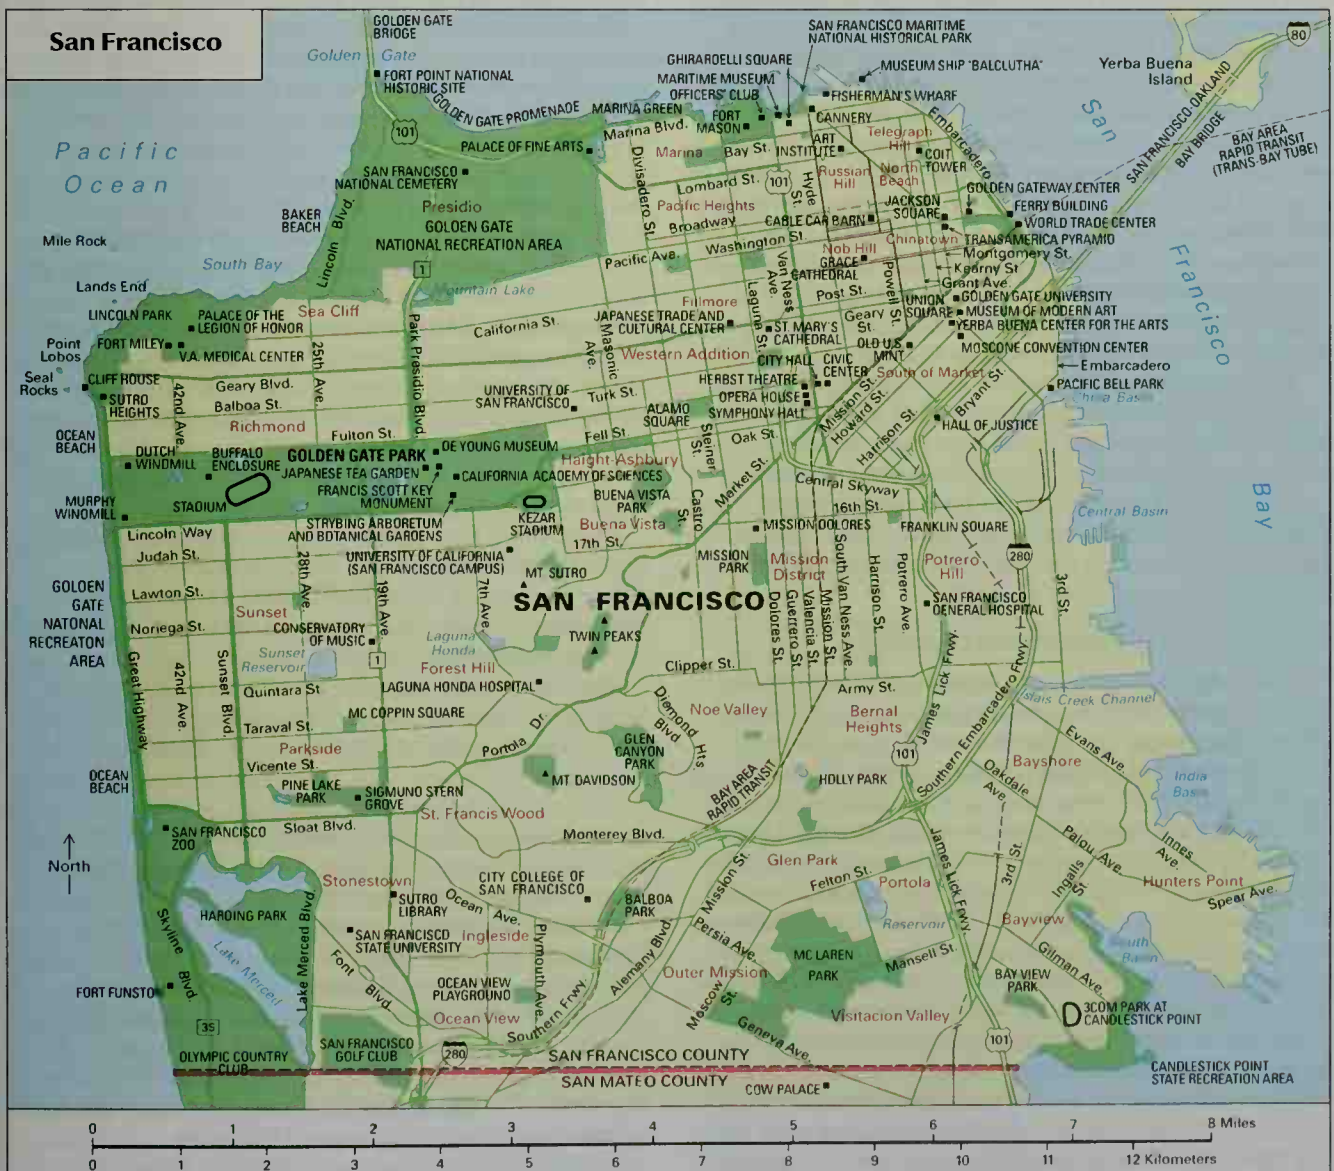 San Francisco
GOLDEN GATE
BRIDGE
Golden Gate
FORT POINT NATIONAL
HISTORIC SITE
GOLDEN GATE PROMENADE
MARINA GREEN
GHIRARDELLI SQUARE
MARITIME MUSEUM
OFFICERS' CLUB
FORT
MASON
SAN FRANCISCO MARITIME
NATIONAL HISTORICAL PARK
MUSEUM SHIP "BALCLUTHA"
FISHERMAN'S WHARF
CANNERY
Yerba Buena
Island
80
SAN FRANCISCO-OAKLAND
BAY BRIDGE
BAY AREA
RAPID TRANSIT
(TRANS-BAY TUBE)
San
Francisco
Bay
Pacific
Ocean
101
PALACE OF FINE ARTS
Marina Blvd.
Marina
Bay St.
ART
INSTITUTE
Telegraph
Hill
COIT
TOWER
Embarcadero
SAN FRANCISCO
NATIONAL CEMETERY
Presidio
GOLDEN GATE
NATIONAL RECREATION AREA
Divisadero St.
Lombard St.
101
Hyde
St.
Russian
Hill
North
Beach
GOLDEN GATEWAY CENTER
FERRY BUILDING
WORLD TRADE CENTER
JACKSON
SQUARE
BAKER
BEACH
Lincoln Blvd.
Pacific Heights
Broadway
CABLE CAR BARN
TRANSAMERICA PYRAMID
Mile Rock
South Bay
1
Pacific Ave.
Washington St.
Van Ness
Ave.
Nob Hill
GRACE
CATHEDRAL
Chinatown
Montgomery St.
Kearny St
Grant Ave.
Lands End
LINCOLN PARK
PALACE OF THE
LEGION OF HONOR
Sea Cliff
Mountain Lake
Fillmore
Laguna St.
Post St.
Powell St.
UNION
SQUARE
GOLDEN GATE UNIVERSITY
MUSEUM OF MODERN ART
YERBA BUENA CENTER FOR THE ARTS
MOSCONE CONVENTION CENTER
California St.
JAPANESE TRADE AND
CULTURAL CENTER
ST. MARY'S
CATHEDRAL
Geary
St.
OLD U.S.
MINT
Point
Lobos
FORT MILEY
V.A. MEDICAL CENTER
25th Ave.
Park Presidio Blvd.
Masonic
Ave.
Western Addition
CITY HALL
CIVIC
CENTER
South of Market
Embarcadero
Seal
Rocks
CLIFF HOUSE
SUTRO
HEIGHTS
42nd Ave.
Geary Blvd.
Balboa St.
Richmond
Fulton St.
UNIVERSITY OF
SAN FRANCISCO
Turk St.
HERBST THEATRE
OPERA HOUSE
SYMPHONY HALL
Mission St.
Howard St.
Harrison St.
Bryant St.
PACIFIC BELL PARK
China Basin
HALL OF JUSTICE
ALAMO
SQUARE
Steiner
St.
Fell St
Oak St.
OCEAN
BEACH
DUTCH
WINDMILL
BUFFALO
ENCLOSURE
GOLDEN GATE PARK
DE YOUNG MUSEUM
JAPANESE TEA GARDEN
CALIFORNIA ACADEMY OF SCIENCES
FRANCIS SCOTT KEY
MONUMENT
Haight-Ashbury
Market St.
Central Skyway
MURPHY
WINDMILL
STADIUM
STRYBING ARBORETUM
AND BOTANICAL GARDENS
KEZAR
STADIUM
BUENA VISTA
PARK
Buena Vista
Castro
St.
16th St.
MISSION DOLORES
FRANKLIN SQUARE
Central Basin
Lincoln Way
Judah St.
UNIVERSITY OF CALIFORNIA
(SAN FRANCISCO CAMPUS)
17th St.
MISSION
PARK
Mission
District
Potrero
Hill
280
GOLDEN
GATE
NATONAL
RECREATON
AREA
Lawton St.
Sunset
28th Ave.
19th Ave.
7th Ave.
MT SUTRO
SAN FRANCISCO
SAN FRANCISCO
GENERAL HOSPITAL
3rd St.
Noriega St.
CONSERVATORY
OF MUSIC
Laguna
Honda
TWIN PEAKS
Dolores St.
Guerrero St.
Valencia St.
Mission St.
South Van Ness Ave.
Harrison St.
Potrero Ave.
Sunset
Reservoir
1
Forest Hill
Clipper St.
Great Highway
42nd Ave.
Sunset Blvd.
Quintara St
LAGUNA HONDA HOSPITAL
Army St.
James Lick Frwy.
Southern Embarcadero Frwy.
Islais Creek Channel
Taraval St.
MC COPPIN SQUARE
Portola Dr.
Diemond
Blvd
Hts.
Noe Valley
Bernal
Heights
101
Evans Ave.
Parkside
Vicente St.
GLEN
CANYON
PARK
Bayshore
OCEAN
BEACH
PINE LAKE
PARK
SIGMUND STERN
GROVE
MT DAVIDSON
BAY AREA
RAPID TRANSIT
HOLLY PARK
Oakdale
Ave
India
Basin
North
SAN FRANCISCO
ZOO
Sloat Blvd.
St. Francis Wood
Monterey Blvd.
Palou Ave.
Innes
Ave.
Stonestown
CITY COLLEGE OF
SAN FRANCISCO
Glen Park
James Lick Frwy.
3rd St.
Ingalls
St
Hunters Point
Spear Ave.
HARDING PARK
Lake Merced
Lake Merced Blvd.
SUTRO
LIBRARY
Ocean Ave.
BALBOA
PARK
Mission St.
Felton St.
Portola
Reservoir
Bayview
SAN FRANCISCO
STATE UNIVERSITY
Ingleside
Plymouth Ave.
Alemany Blvd.
Persia Ave.
MC LAREN
PARK
Mansell St.
Gilman Ave.
South
Basin
Skyline
Blvd.
Font
Blvd.
Outer Mission
Moscow
St.
BAY VIEW
PARK
FORT FUNSTO
35
OCEAN VIEW
PLAYGROUND
Ocean View
Southern Frwy.
Geneva Ave.
Visitacion Valley
3COM PARK AT
CANDLESTICK POINT
OLYMPIC COUNTRY
CLUB
SAN FRANCISCO
GOLF CLUB
280
101
SAN FRANCISCO COUNTY
SAN MATEO COUNTY
COW PALACE
CANDLESTICK POINT
STATE RECREATION AREA
0 1 2 3 4 5 6 7 8 Miles
0 1 2 3 4 5 6 7 8 9 10 11 12 Kilometers